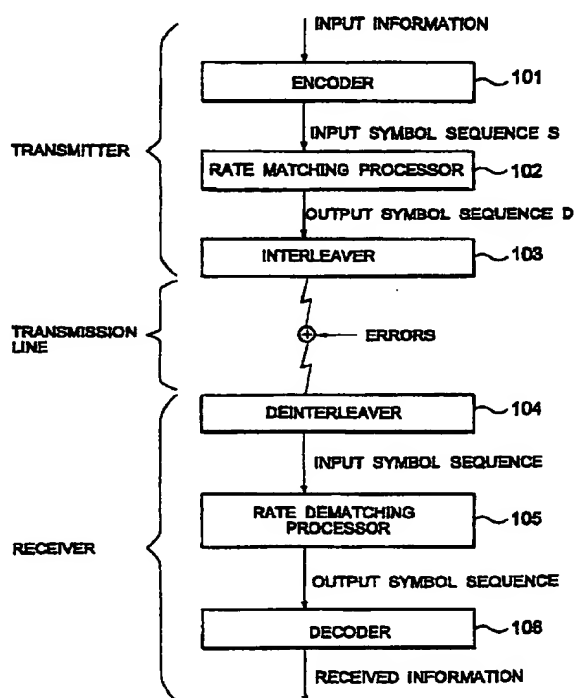 INPUT INFORMATION
ENCODER 101
INPUT SYMBOL SEQUENCE S
TRANSMITTER
RATE MATCHING PROCESSOR 102
OUTPUT SYMBOL SEQUENCE D
INTERLEAVER 103
TRANSMISSION
LINE
ERRORS
DEINTERLEAVER 104
INPUT SYMBOL SEQUENCE
RATE DEMATCHING
PROCESSOR 105
RECEIVER
OUTPUT SYMBOL SEQUENCE
DECODER 106
RECEIVED INFORMATION